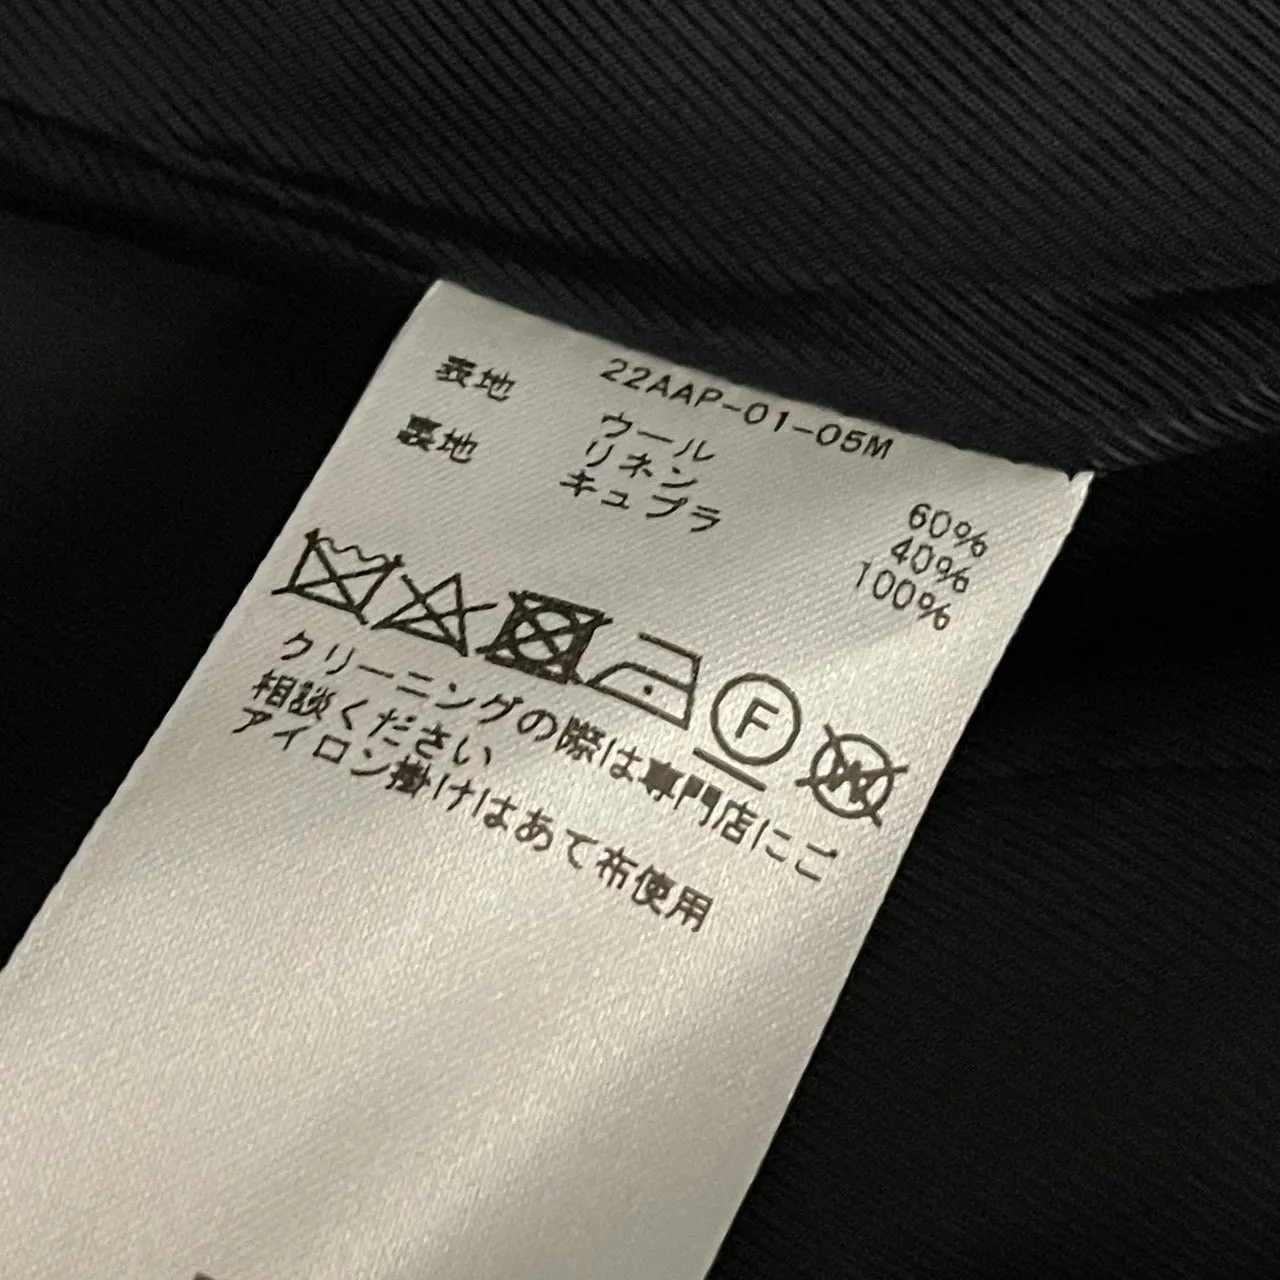 22AAP-01-05M
表地 ウール 60%
リネン 40%
裏地 キュプラ 100%
F
W
クリーニングの際は専門店にご
相談ください
アイロン掛けはあて布使用